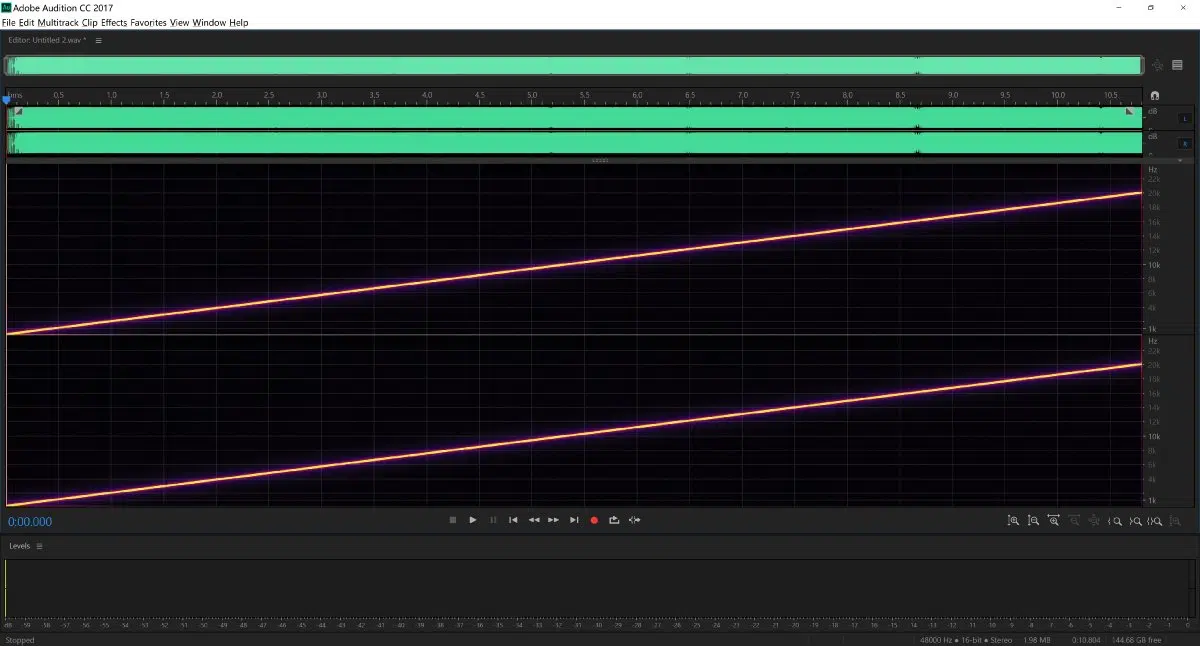 Au Adobe Audition CC 2017
File Edit Multitrack Clip Effects Favorites View Window Help
Editor: Untitled 2.wav *
hms 0.5 1.0 1.5 2.0 2.5 3.0 3.5 4.0 4.5 5.0 5.5 6.0 6.5 7.0 7.5 8.0 8.5 9.0 9.5 10.0 10.5
dB
L
dB
R
Hz
22k
20k
18k
16k
14k
12k
10k
8k
6k
4k
1k
Hz
22k
20k
18k
16k
14k
12k
10k
8k
6k
4k
1k
0:00.000
Levels
dB -59 -58 -57 -56 -55 -54 -53 -52 -51 -50 -49 -48 -47 -46 -45 -44 -43 -42 -41 -40 -39 -38 -37 -36 -35 -34 -33 -32 -31 -30 -29 -28 -27 -26 -25 -24 -23 -22 -21 -20 -19 -18 -17 -16 -15 -14 -13 -12 -11 -10 -9 -8 -7 -6 -5 -4 -3 -2 -1 0
Stopped 48000 Hz ● 16-bit ● Stereo 1.98 MB 0:10.804 144.68 GB free